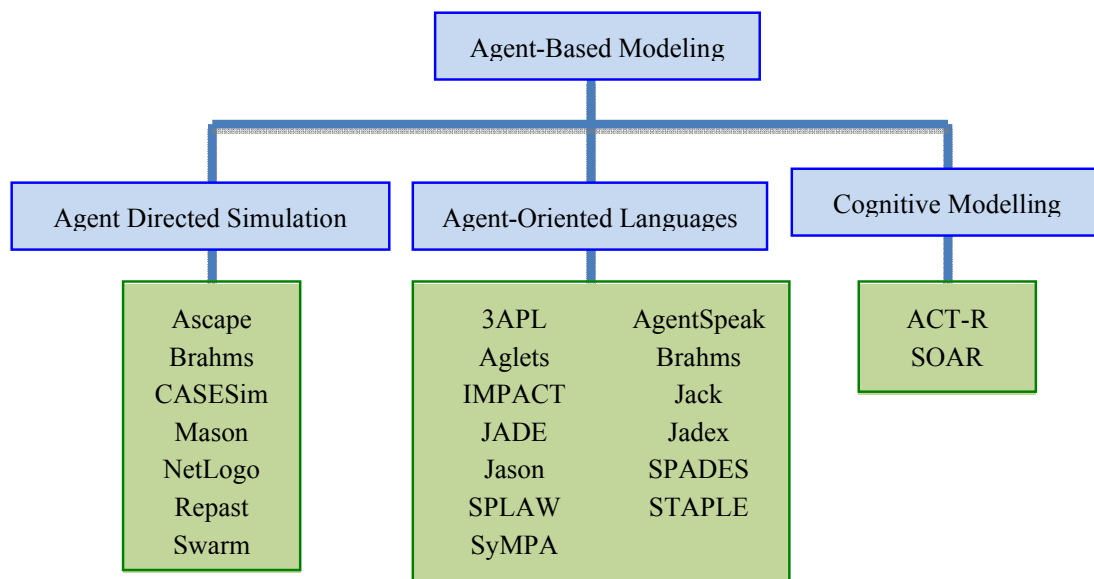 Agent-Based Modeling
Agent Directed Simulation
Agent-Oriented Languages
Cognitive Modelling
Ascape
Brahms
CASESim
Mason
NetLogo
Repast
Swarm
3APL AgentSpeak
Aglets Brahms
IMPACT Jack
JADE Jadex
Jason SPADES
SPLAW STAPLE
SyMPA
ACT-R
SOAR